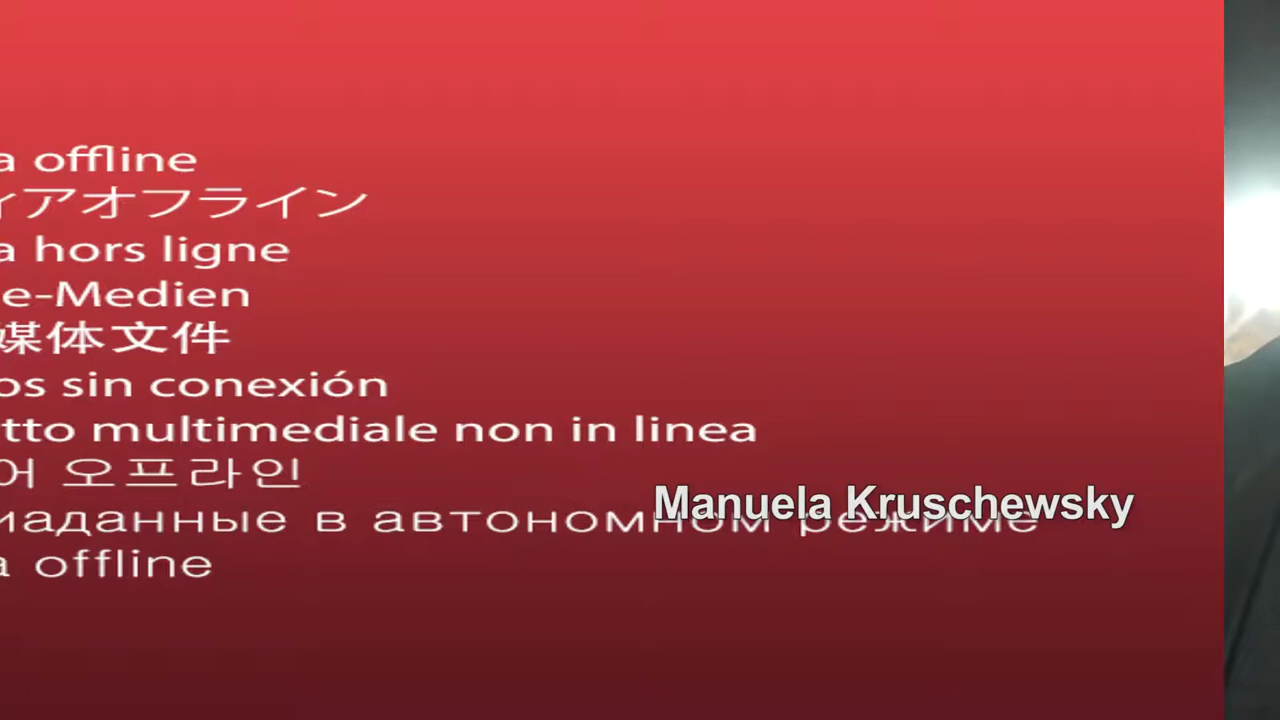 a offline
ィアオフライン
a hors ligne
e-Medien
媒体文件
os sin conexión
tto multimediale non in linea
어 오프라인
Manuela Kruschewsky
иаданные в автономном режиме
a offline